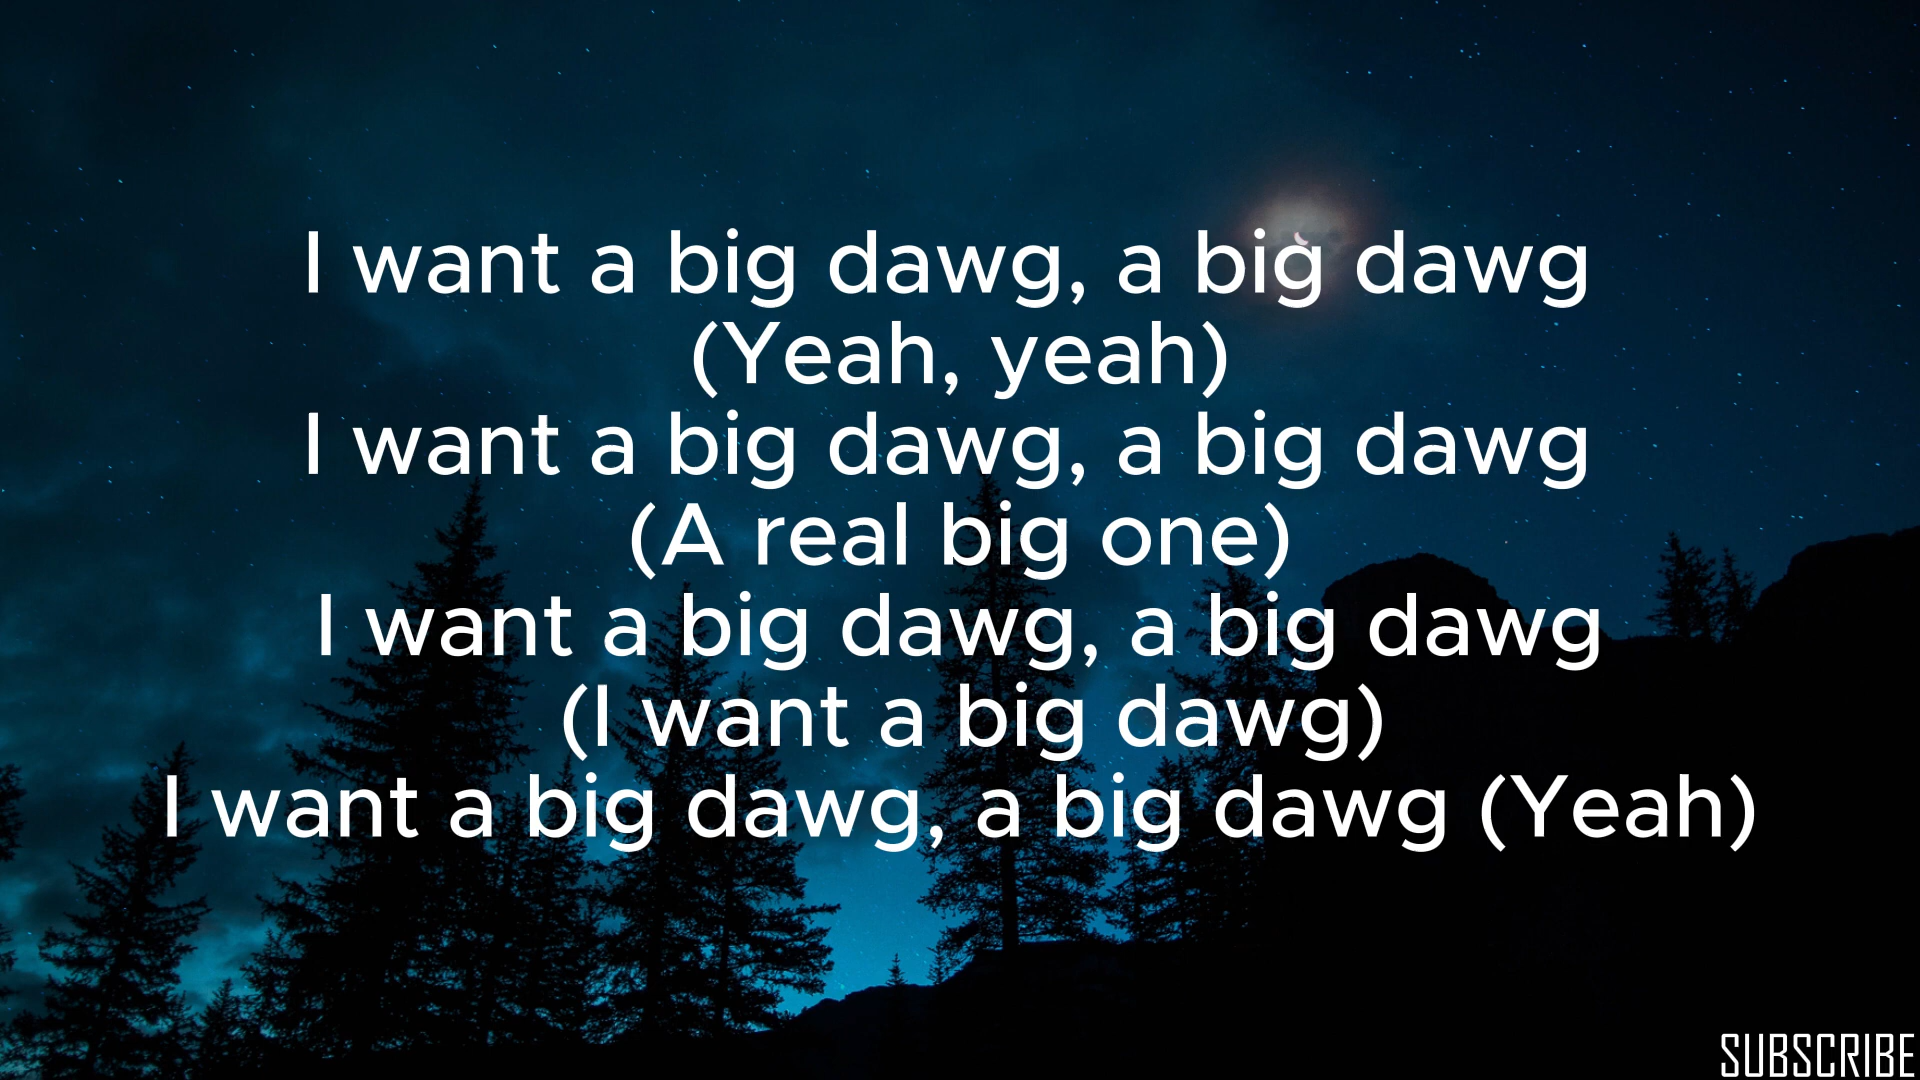 I want a big dawg, a big dawg
(Yeah, yeah)
I want a big dawg, a big dawg
(A real big one)
I want a big dawg, a big dawg
(I want a big dawg)
I want a big dawg, a big dawg (Yeah)
SUBSCRIBE